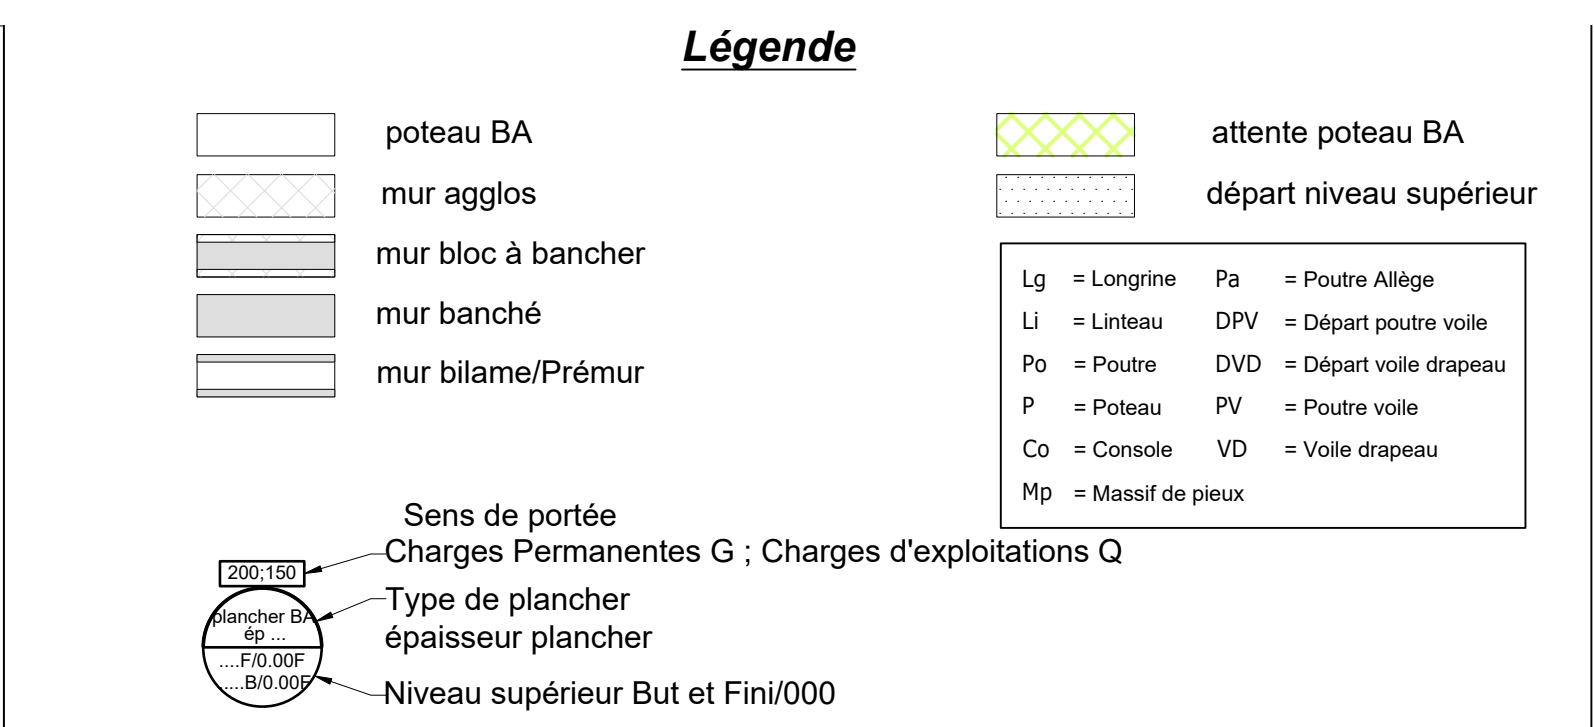 Légende
poteau BA
mur agglos
mur bloc à bancher
mur banché
mur bilame/Prémur
attente poteau BA
départ niveau supérieur
Lg = Longrine Pa = Poutre Allège
Li = Linteau DPV = Départ poutre voile
Po = Poutre DVD = Départ voile drapeau
P = Poteau PV = Poutre voile
Co = Console VD = Voile drapeau
Mp = Massif de pieux
Sens de portée
Charges Permanentes G ; Charges d'exploitations Q
200;150
Type de plancher
épaisseur plancher
plancher BA
ép ...
....F/0.00F
.....B/0.00F
Niveau supérieur But et Fini/000